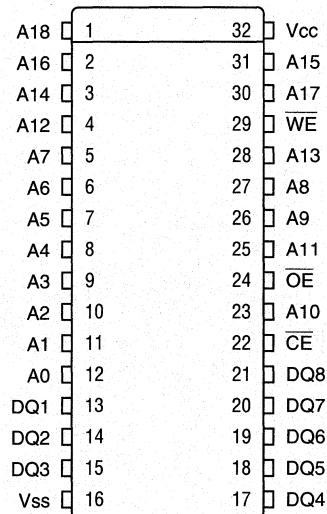 A18 1 32 Vcc
A16 2 31 A15
A14 3 30 A17
A12 4 29 W̅E̅
A7 5 28 A13
A6 6 27 A8
A5 7 26 A9
A4 8 25 A11
A3 9 24 O̅E̅
A2 10 23 A10
A1 11 22 C̅E̅
A0 12 21 DQ8
DQ1 13 20 DQ7
DQ2 14 19 DQ6
DQ3 15 18 DQ5
Vss 16 17 DQ4